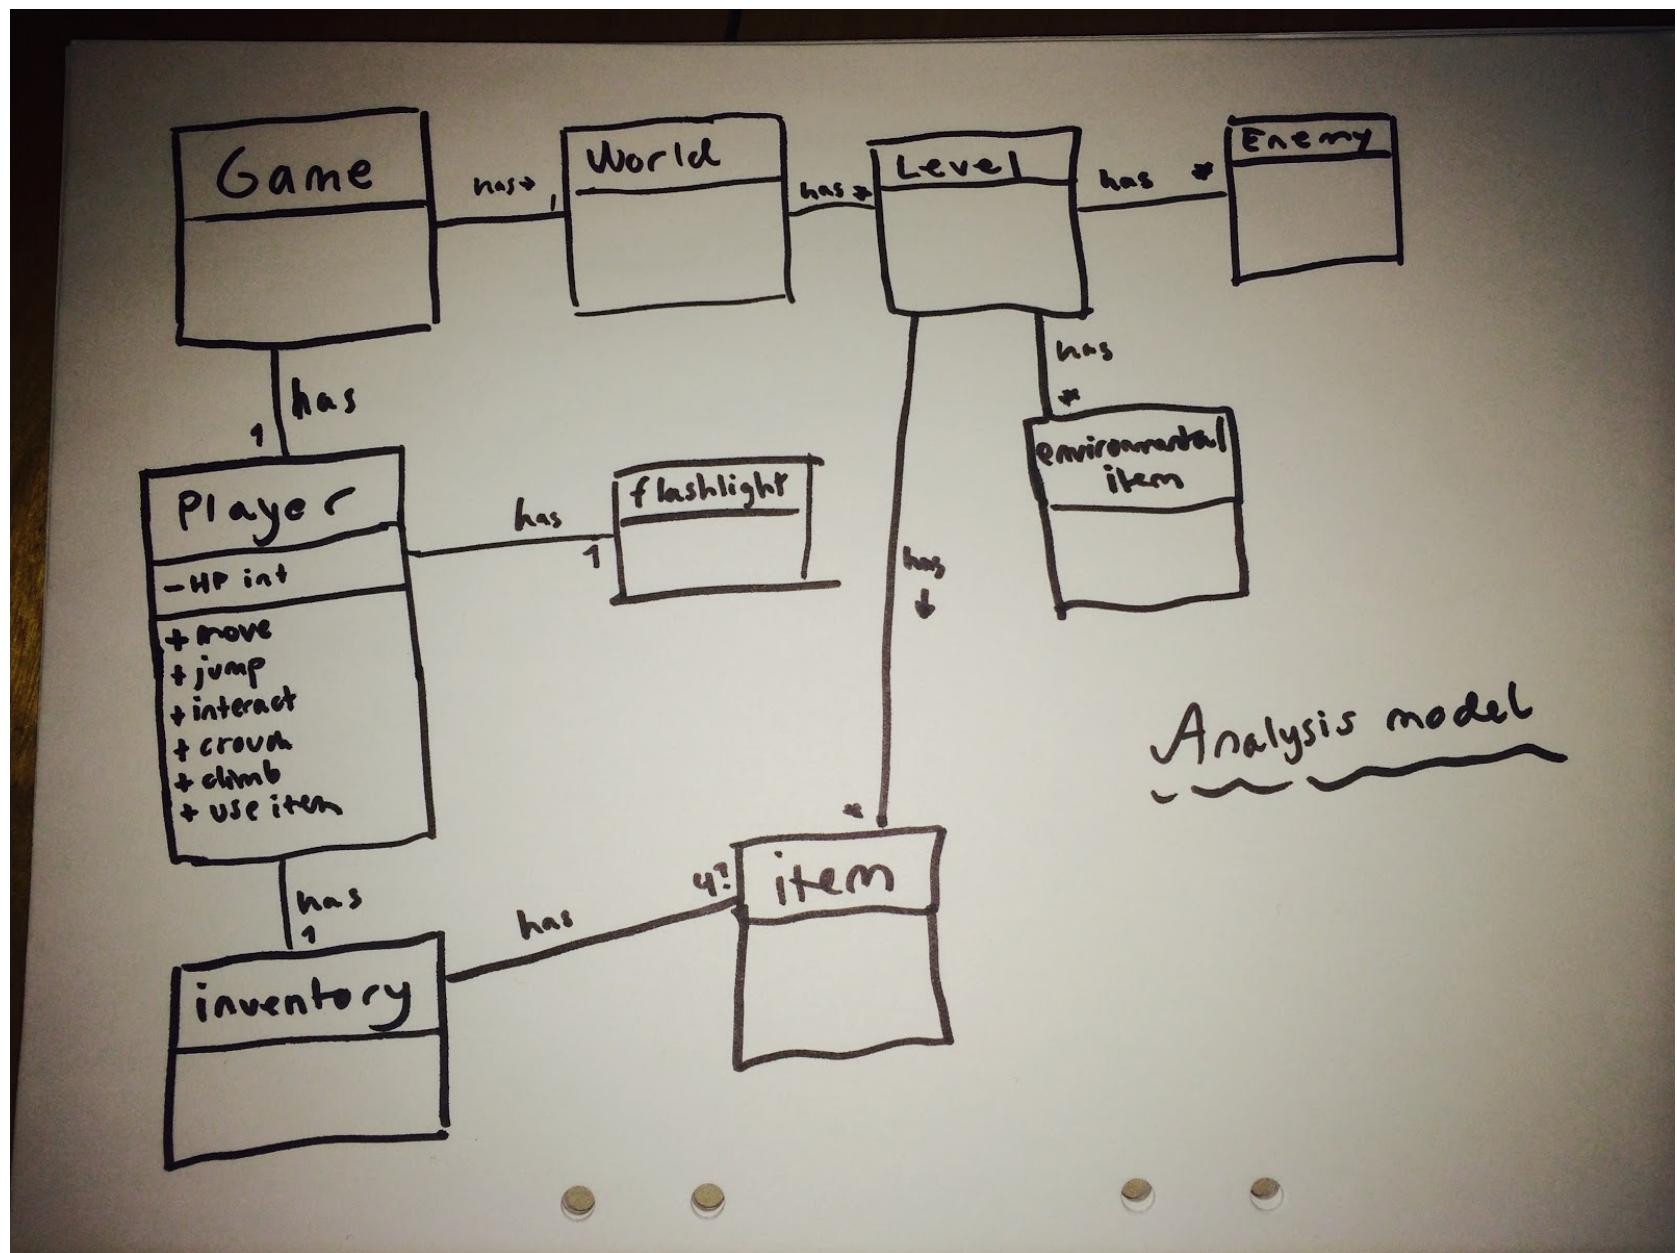 Game
has →
1
World
has *
Level
has *
Enemy
has
1
has
*
Player
- HP int
+ move
+ jump
+ interact
+ crouch
+ climb
+ use item
has
1
flashlight
environmental
item
has
↓
*
Analysis model
has
1
inventory
has
4?
item